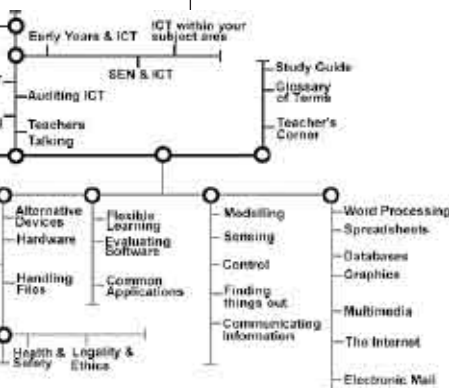 Early Years & ICT
ICT within your
subject area
SEN & ICT
Auditing ICT
Teachers
Talking
Study Guide
Glossary
of Terms
Teacher's
Corner
Alternative
Devices
Hardware
Handling
Files
Health &
Safety
Legality &
Ethics
Flexible
Learning
Evaluating
Software
Common
Applications
Modelling
Sensing
Control
Finding
things out
Communicating
Information
Word Processing
Spreadsheets
Databases
Graphics
Multimedia
The Internet
Electronic Mail